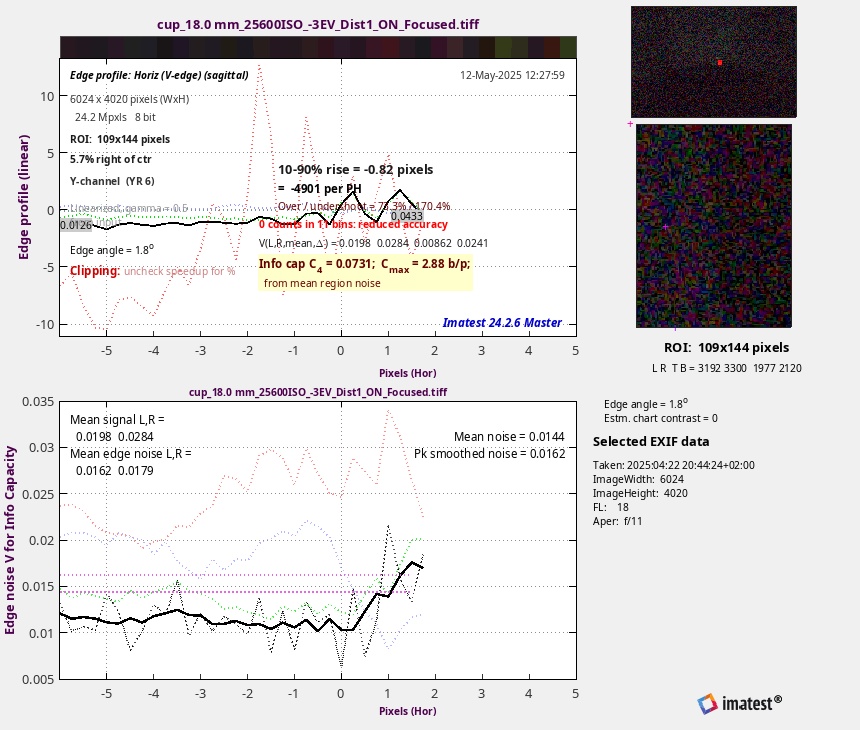 cup_18.0 mm_25600ISO_-3EV_Dist1_ON_Focused.tiff
Edge profile: Horiz (V-edge) (sagittal)
12-May-2025 12:27:59
6024 x 4020 pixels (WxH)
24.2 Mpxls 8 bit
ROI: 109x144 pixels
5.7% right of ctr
Y-channel (YR 6)
10-90% rise = -0.82 pixels
= -4901 per PH
gamma = 0.5
Over / undershoot = 73.3% / 170.4%
0.0126
0.0433
0 counts in 11 bins: reduced accuracy
V(L,R,mean,Δ) = 0.0198 0.0284 0.00862 0.0241
Edge angle = 1.8o
Clipping: uncheck speedup for %
Info cap C4 = 0.0731; Cmax = 2.88 b/p;
from mean region noise
Imatest 24.2.6 Master
Edge profile (linear)
10
5
0
-5
-10
-5 -4 -3 -2 -1 0 1 2 3 4 5
Pixels (Hor)
cup_18.0 mm_25600ISO_-3EV_Dist1_ON_Focused.tiff
Mean signal L,R =
0.0198 0.0284
Mean edge noise L,R =
0.0162 0.0179
Mean noise = 0.0144
Pk smoothed noise = 0.0162
Edge noise V for Info Capacity
0.035
0.03
0.025
0.02
0.015
0.01
0.005
-5 -4 -3 -2 -1 0 1 2 3 4 5
Pixels (Hor)
ROI: 109x144 pixels
L R T B = 3192 3300 1977 2120
Edge angle = 1.8o
Estm. chart contrast = 0
Selected EXIF data
Taken: 2025:04:22 20:44:24+02:00
ImageWidth: 6024
ImageHeight: 4020
FL: 18
Aper: f/11
imatest®